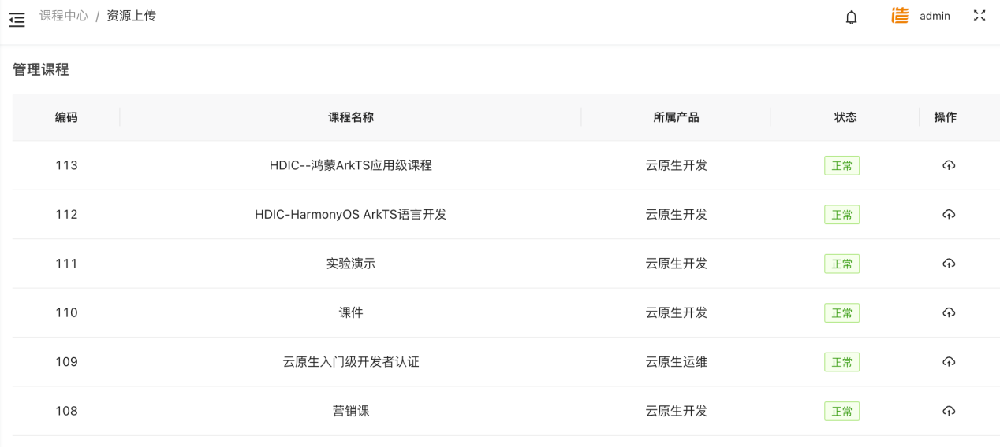 课程中心 / 资源上传
造 admin
管理课程
编码 课程名称 所属产品 状态 操作
113 HDIC--鸿蒙ArkTS应用级课程 云原生开发 正常
112 HDIC-HarmonyOS ArkTS语言开发 云原生开发 正常
111 实验演示 云原生开发 正常
110 课件 云原生开发 正常
109 云原生入门级开发者认证 云原生运维 正常
108 营销课 云原生开发 正常